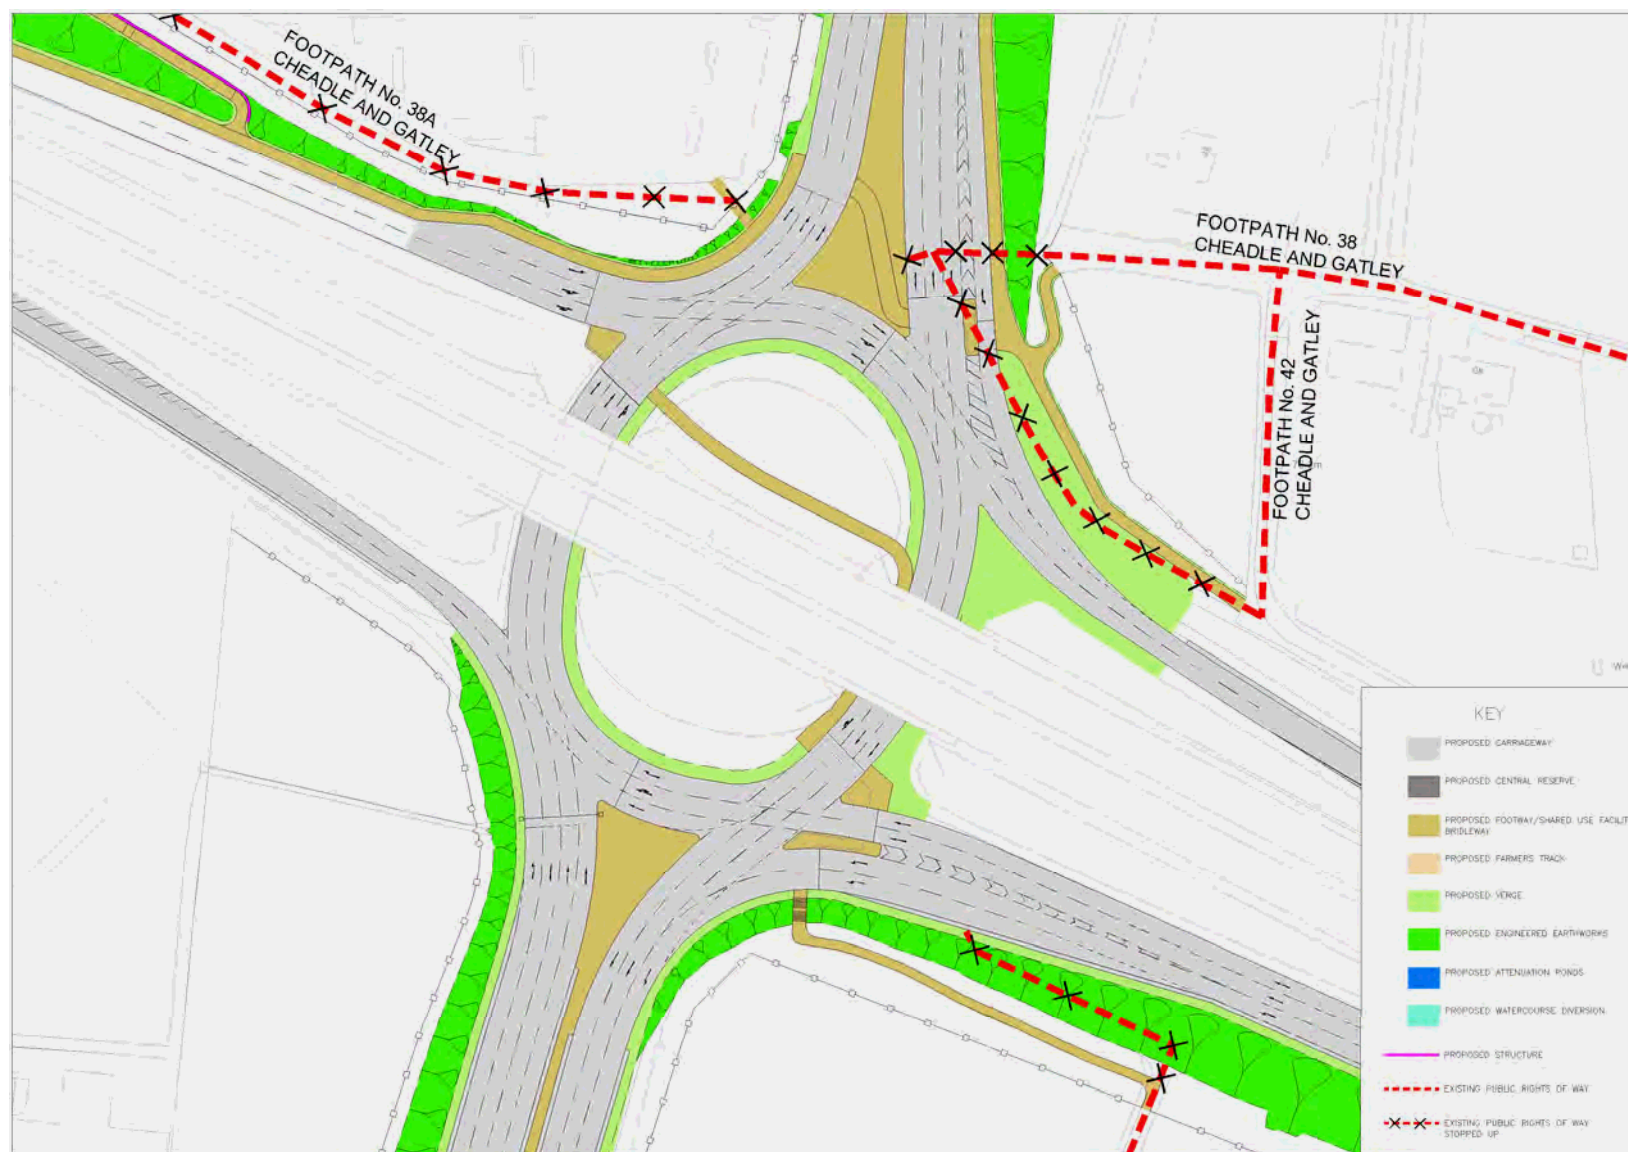 FOOTPATH No. 38A
CHEADLE AND GATLEY
FOOTPATH No. 38
CHEADLE AND GATLEY
FOOTPATH No. 42
CHEADLE AND GATLEY
KEY
PROPOSED CARRIAGEWAY
PROPOSED CENTRAL RESERVE
PROPOSED FOOTWAY/SHARED USE FACILIT
BRIDLEWAY
PROPOSED FARMERS TRACK
PROPOSED VERGE
PROPOSED ENGINEERED EARTHWORKS
PROPOSED ATTENUATION PONDS
PROPOSED WATERCOURSE DIVERSION
PROPOSED STRUCTURE
EXISTING PUBLIC RIGHTS OF WAY
EXISTING PUBLIC RIGHTS OF WAY
STOPPED UP